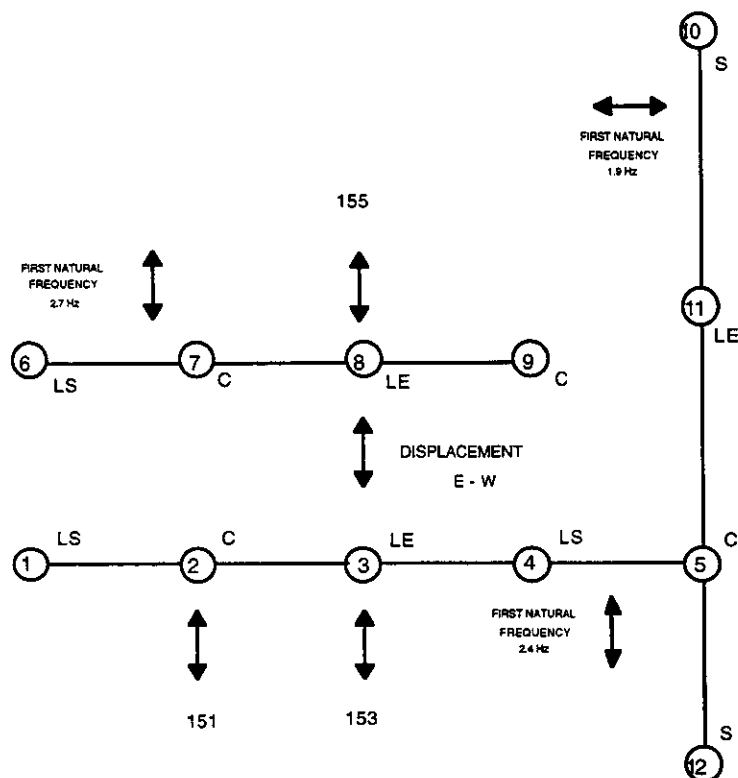 10
S
FIRST NATURAL
FREQUENCY
1.9 Hz
155
FIRST NATURAL
FREQUENCY
2.7 Hz
11
LE
6
7
8
9
LS
C
LE
C
DISPLACEMENT
E - W
LS
C
LE
LS
C
1
2
3
4
5
FIRST NATURAL
FREQUENCY
2.4 Hz
151
153
S
12